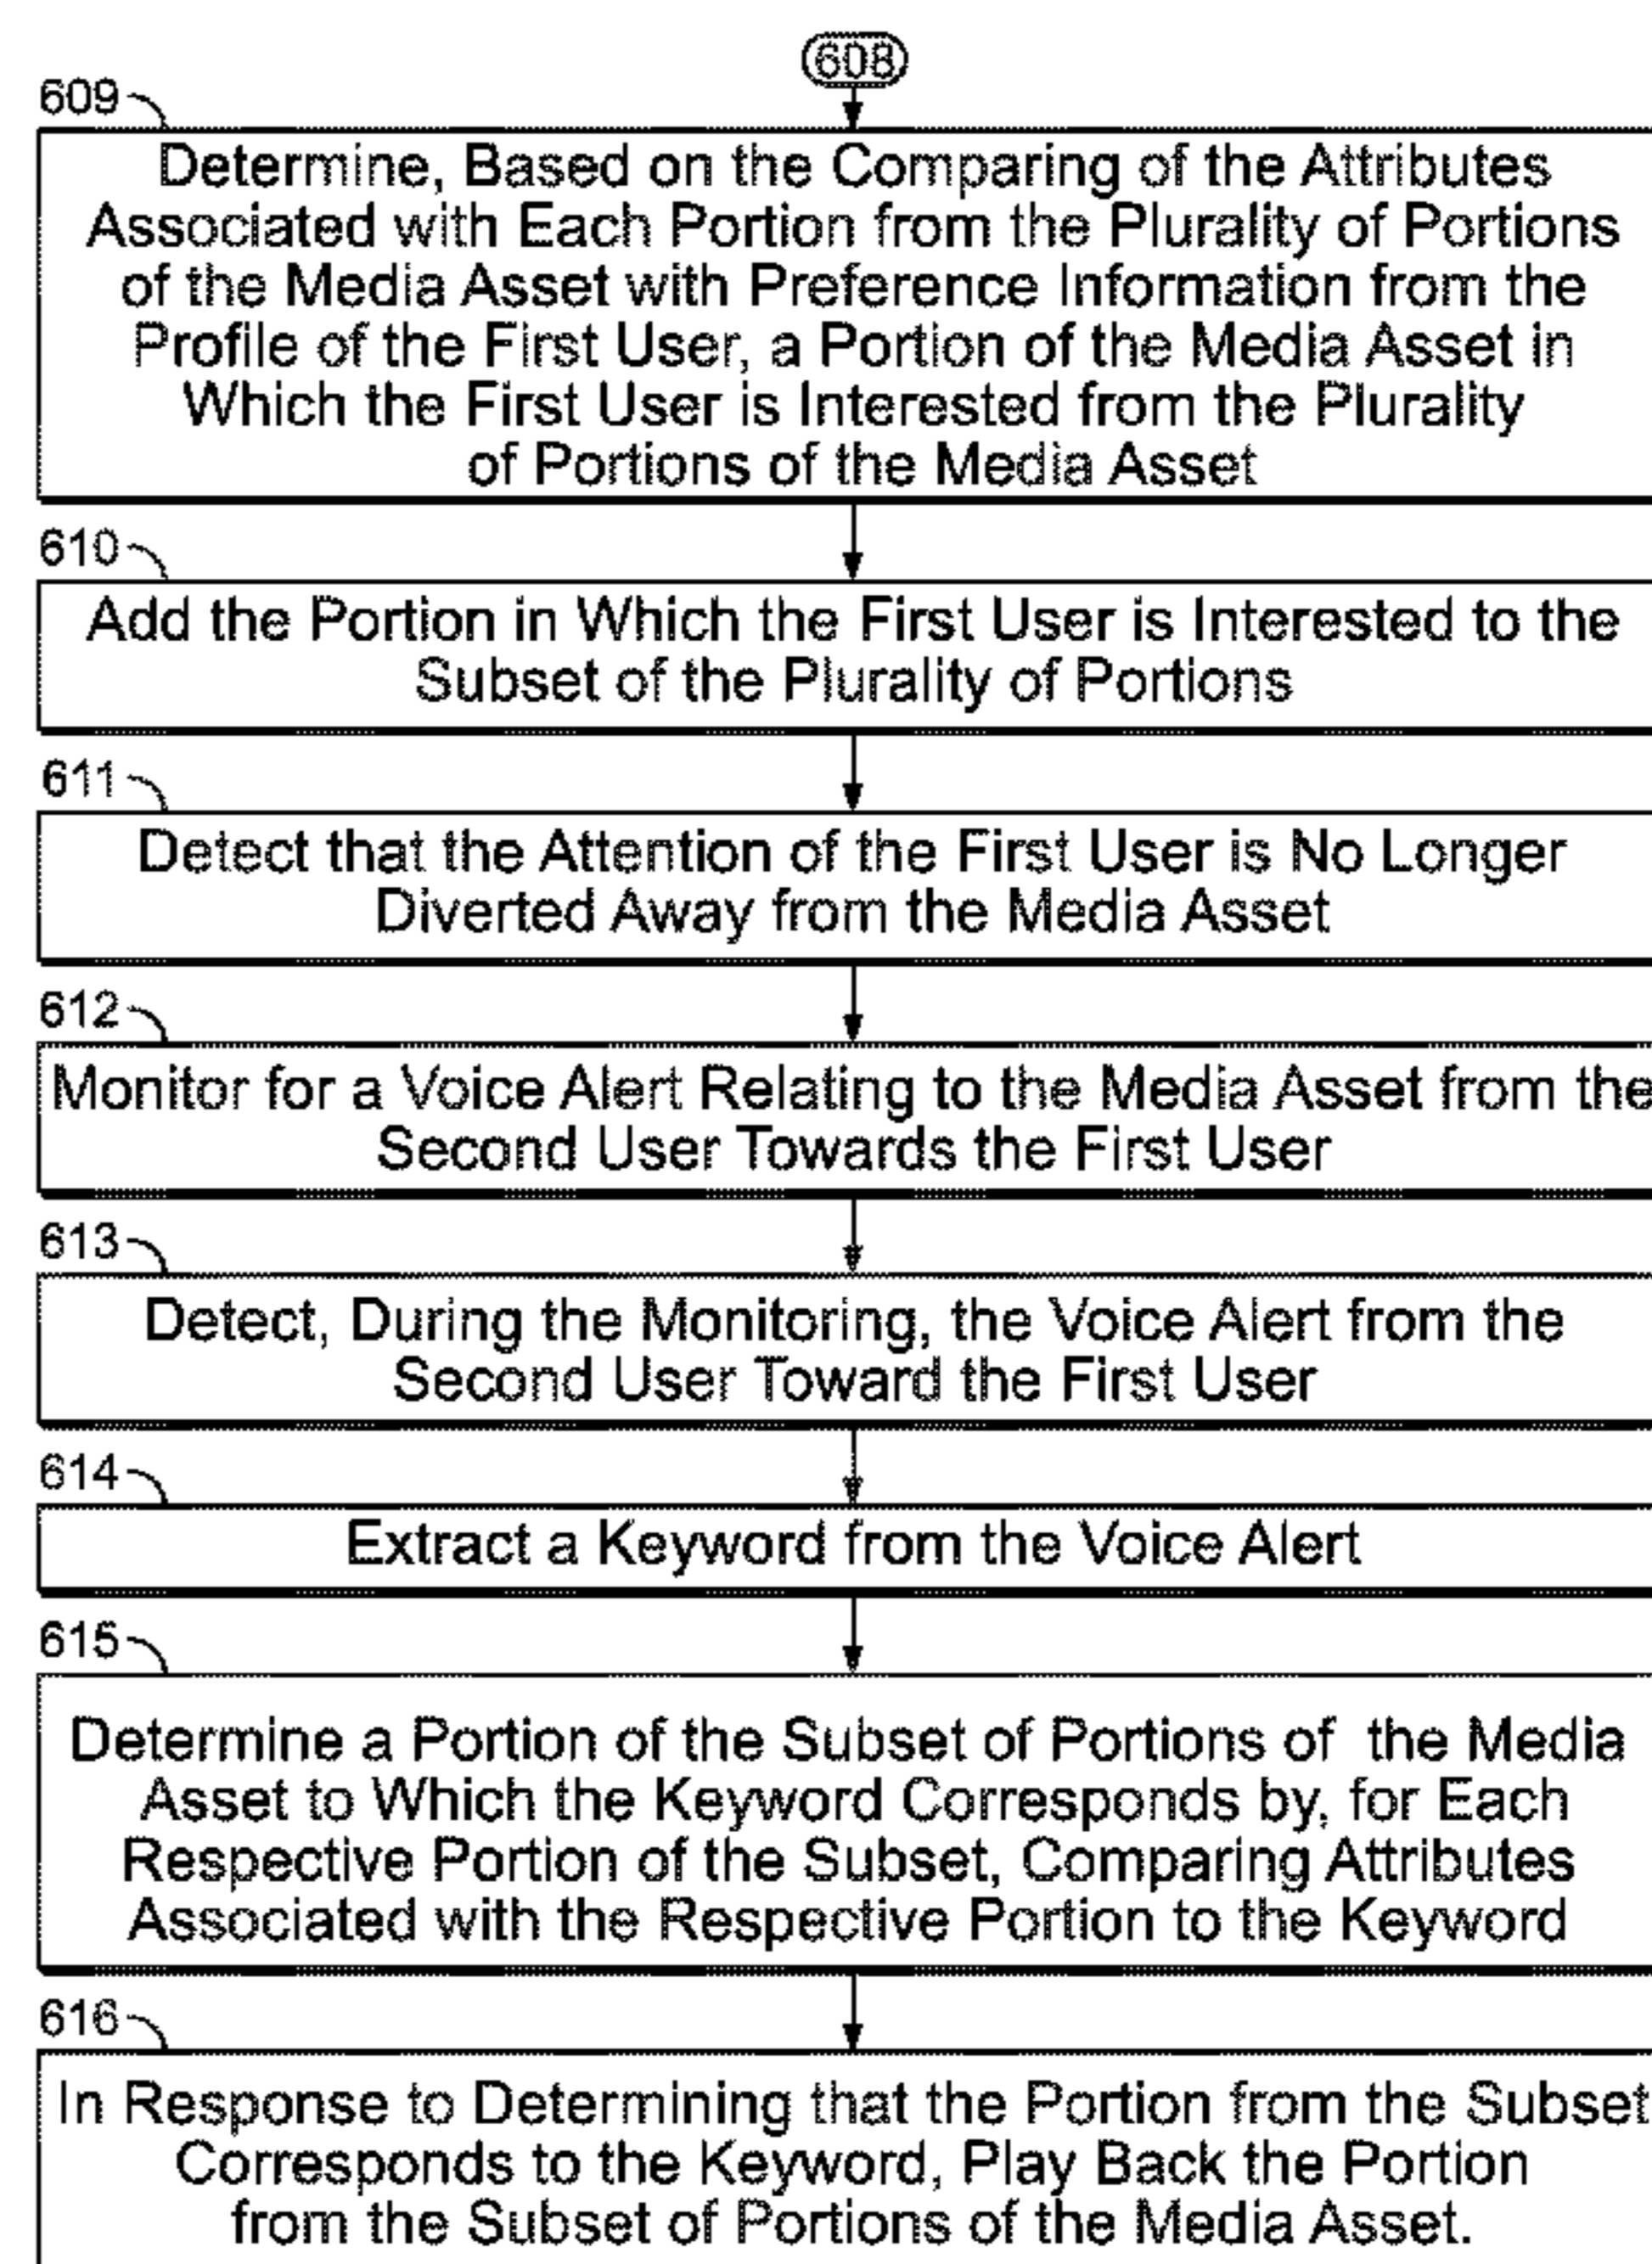 608
609
Determine, Based on the Comparing of the Attributes
Associated with Each Portion from the Plurality of Portions
of the Media Asset with Preference Information from the
Profile of the First User, a Portion of the Media Asset in
Which the First User is Interested from the Plurality
of Portions of the Media Asset
610
Add the Portion in Which the First User is Interested to the
Subset of the Plurality of Portions
611
Detect that the Attention of the First User is No Longer
Diverted Away from the Media Asset
612
Monitor for a Voice Alert Relating to the Media Asset from the
Second User Towards the First User
613
Detect, During the Monitoring, the Voice Alert from the
Second User Toward the First User
614
Extract a Keyword from the Voice Alert
615
Determine a Portion of the Subset of Portions of the Media
Asset to Which the Keyword Corresponds by, for Each
Respective Portion of the Subset, Comparing Attributes
Associated with the Respective Portion to the Keyword
616
In Response to Determining that the Portion from the Subset
Corresponds to the Keyword, Play Back the Portion
from the Subset of Portions of the Media Asset.